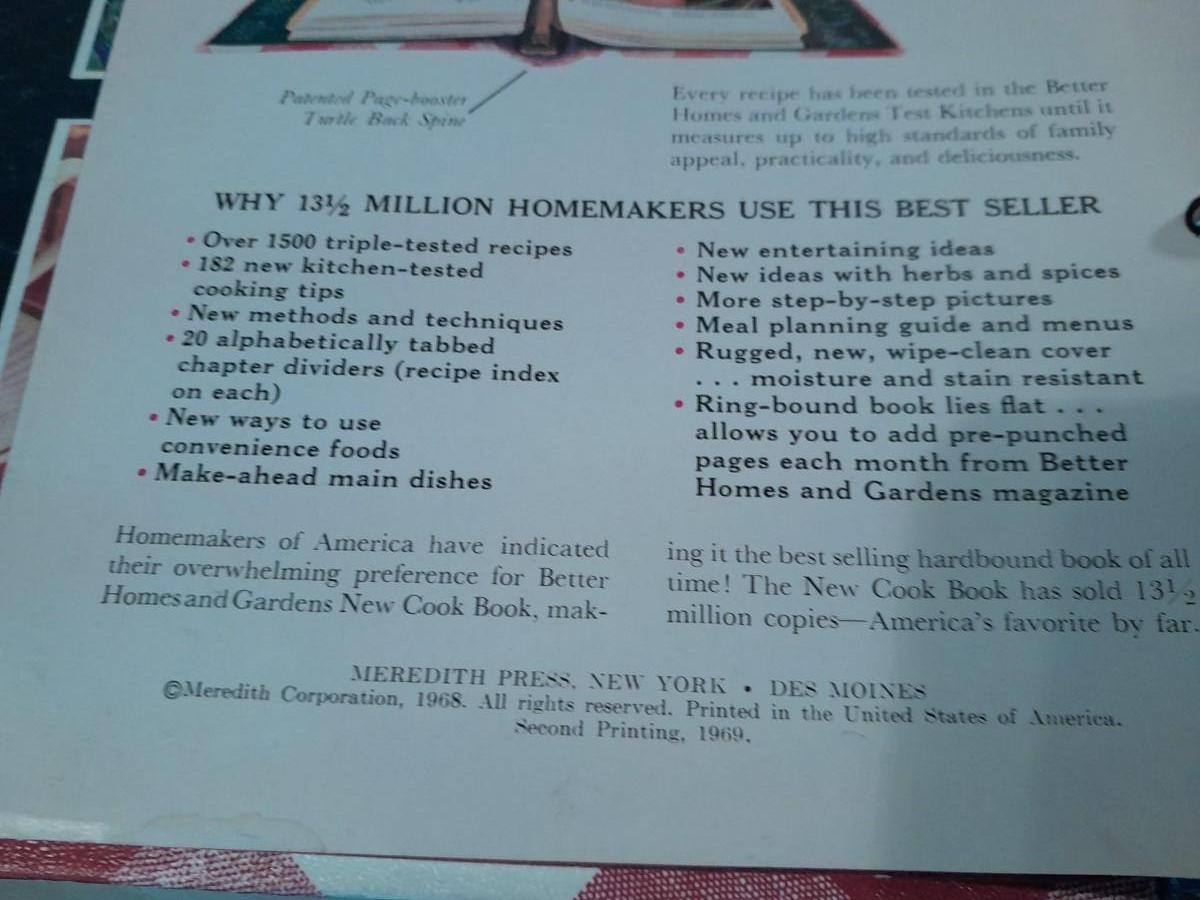 Patented Page-booster
Turtle Back Spine
Every recipe has been tested in the Better
Homes and Gardens Test Kitchens until it
measures up to high standards of family
appeal, practicality, and deliciousness.
WHY 13½ MILLION HOMEMAKERS USE THIS BEST SELLER
• Over 1500 triple-tested recipes
• 182 new kitchen-tested
cooking tips
• New methods and techniques
• 20 alphabetically tabbed
chapter dividers (recipe index
on each)
• New ways to use
convenience foods
• Make-ahead main dishes
• New entertaining ideas
• New ideas with herbs and spices
• More step-by-step pictures
• Meal planning guide and menus
• Rugged, new, wipe-clean cover
. . . moisture and stain resistant
• Ring-bound book lies flat . . .
allows you to add pre-punched
pages each month from Better
Homes and Gardens magazine
Homemakers of America have indicated
their overwhelming preference for Better
Homes and Gardens New Cook Book, mak-
ing it the best selling hardbound book of all
time! The New Cook Book has sold 13½
million copies—America's favorite by far.
MEREDITH PRESS, NEW YORK • DES MOINES
©Meredith Corporation, 1968. All rights reserved. Printed in the United States of America.
Second Printing, 1969.